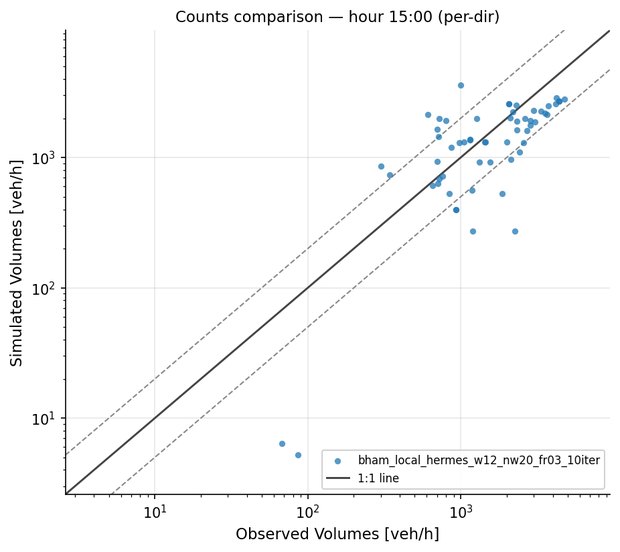 Counts comparison — hour 15:00 (per-dir)
Simulated Volumes [veh/h]
10³
10²
10¹
10¹ 10² 10³
Observed Volumes [veh/h]
bham_local_hermes_w12_nw20_fr03_10iter
1:1 line